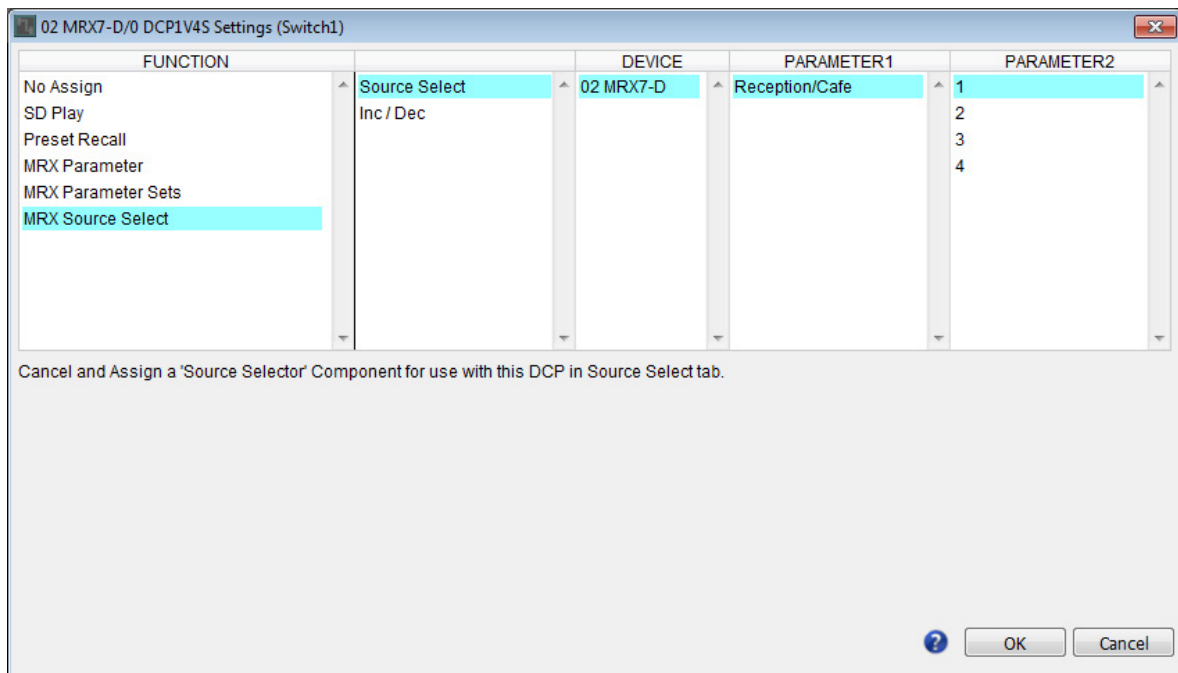 02 MRX7-D/0 DCP1V4S Settings (Switch1)
FUNCTION DEVICE PARAMETER1 PARAMETER2
No Assign Source Select 02 MRX7-D Reception/Cafe 1
SD Play Inc / Dec 2
Preset Recall 3
MRX Parameter 4
MRX Parameter Sets
MRX Source Select
Cancel and Assign a 'Source Selector' Component for use with this DCP in Source Select tab.
? OK Cancel